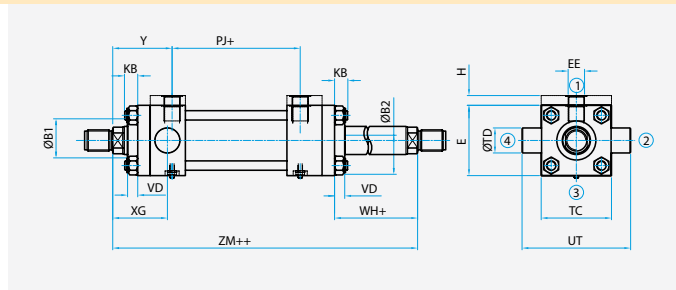 Y
PJ+
KB
KB
ØB1
ØB2
VD
VD
XG
WH+
ZM++
EE
H
1
E
ØTD
4
2
3
TC
UT